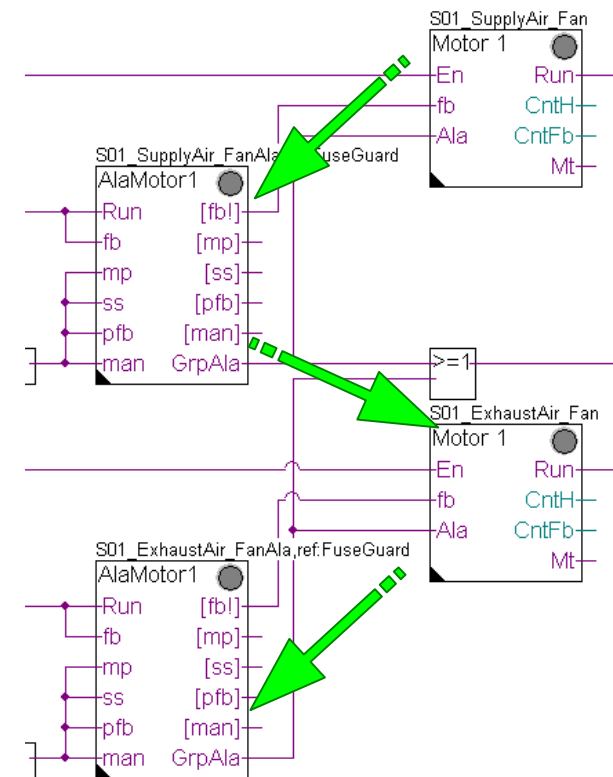 S01_SupplyAir_Fan
Motor 1
En Run
fb CntH
Ala CntFb
Mt
S01_SupplyAir_FanAla
useGuard
AlaMotor1
Run [fb!]
fb [mp]
mp [ss]
ss [pfb]
pfb [man]
man GrpAla
>=1
S01_ExhaustAir_Fan
Motor 1
En Run
fb CntH
Ala CntFb
Mt
S01_ExhaustAir_FanAla,ref:FuseGuard
AlaMotor1
Run [fb!]
fb [mp]
mp [ss]
ss [pfb]
pfb [man]
man GrpAla